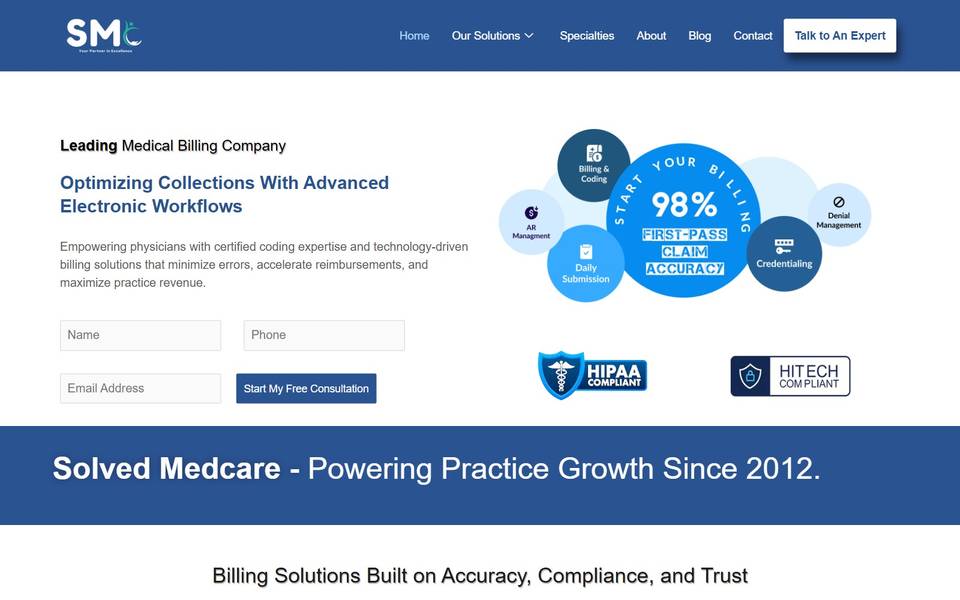 SMC
Your Partner in Excellence
Home
Our Solutions
Specialties
About
Blog
Contact
Talk to An Expert
Leading Medical Billing Company
Optimizing Collections With Advanced
Electronic Workflows
Empowering physicians with certified coding expertise and technology-driven
billing solutions that minimize errors, accelerate reimbursements, and
maximize practice revenue.
Name
Phone
Email Address
Start My Free Consultation
START YOUR BILLING
98%
FIRST-PASS
CLAIM
ACCURACY
Billing &
Coding
AR
Managment
Daily
Submission
Denial
Management
Credentialing
HIPAA
COMPLIANT
HITECH
COMPLIANT
Solved Medcare - Powering Practice Growth Since 2012.
Billing Solutions Built on Accuracy, Compliance, and Trust